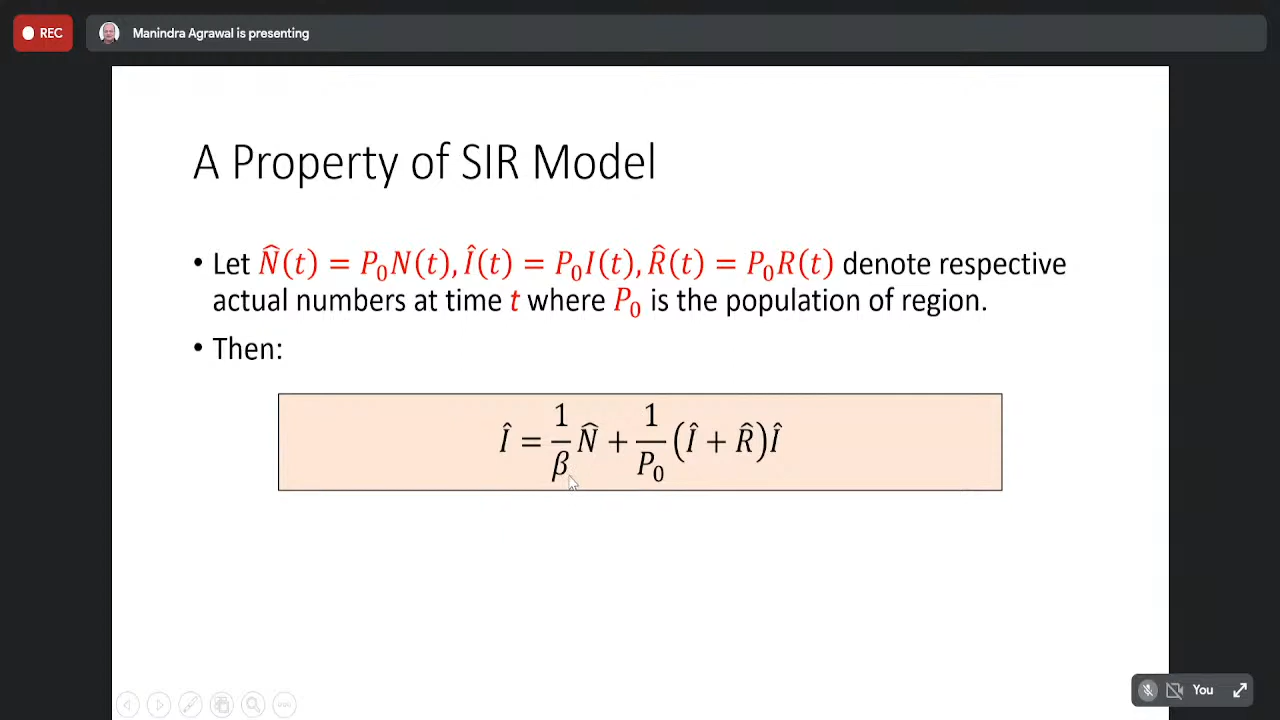 REC
Manindra Agrawal is presenting
A Property of SIR Model
• Let N̂(t) = P₀N(t), Î(t) = P₀I(t), R̂(t) = P₀R(t) denote respective
actual numbers at time t where P₀ is the population of region.
• Then:
Î = 1/β N̂ + 1/P₀ (Î + R̂)Î
You